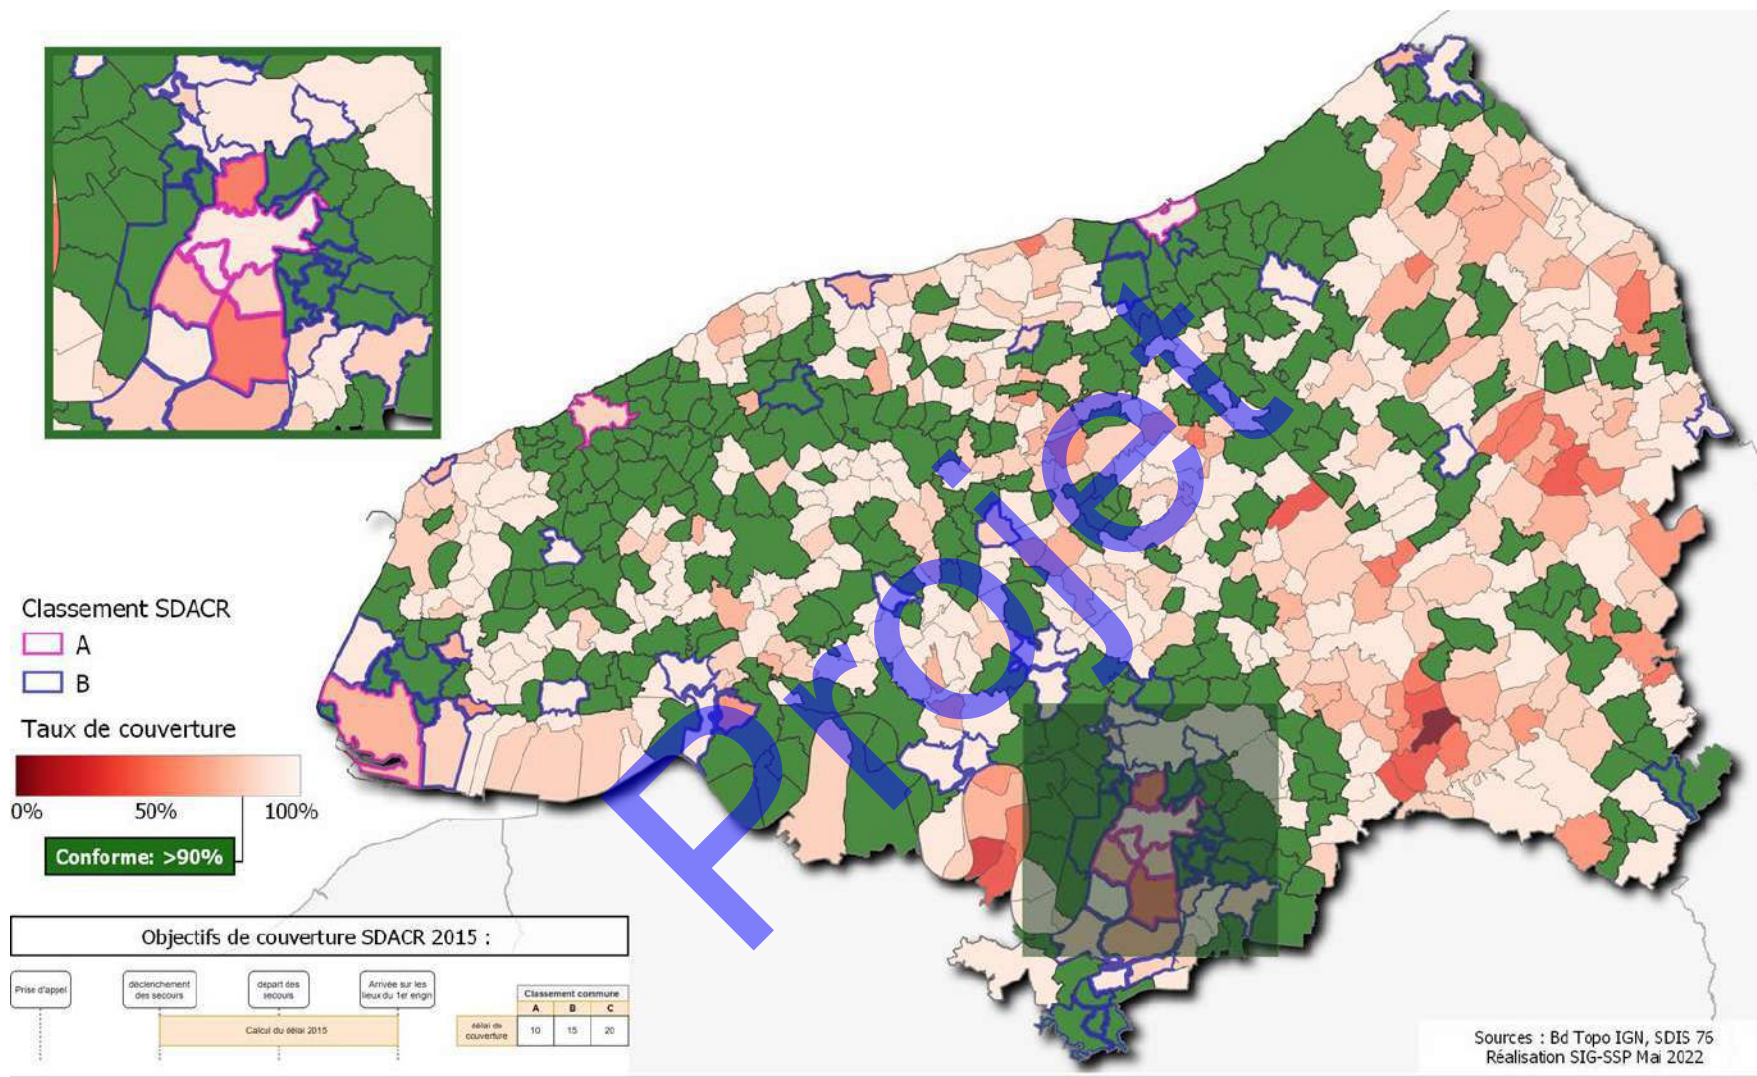 Classement SDACR
A
B
Taux de couverture
0% 50% 100%
Conforme: >90%
Objectifs de couverture SDACR 2015 :
Prise d'appel
déclenchement
des secours
départ des
secours
Arrivée sur les
lieux du 1er engin
Calcul du délai 2015
Classement commune
A B C
délai de
couverture
10 15 20
Projet
Sources : Bd Topo IGN, SDIS 76
Réalisation SIG-SSP Mai 2022